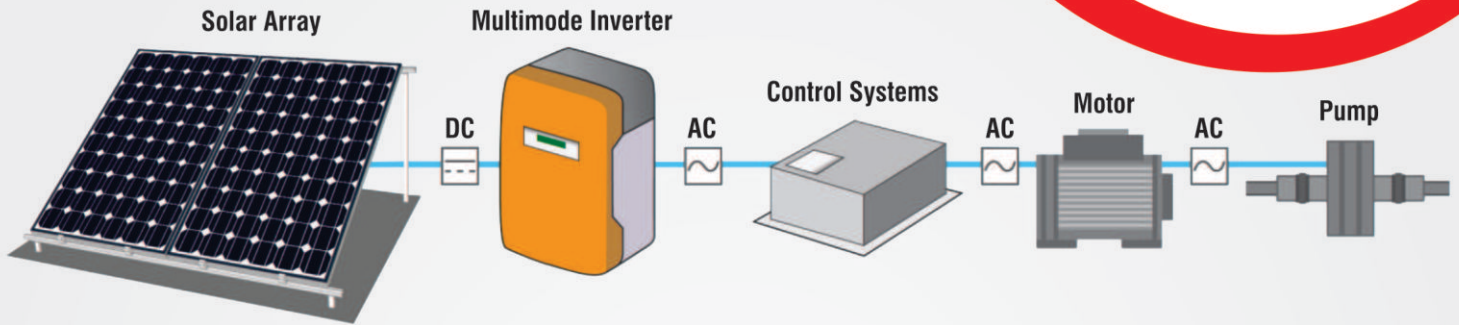 Solar Array
Multimode Inverter
Control Systems
Motor
Pump
DC
AC
AC
AC